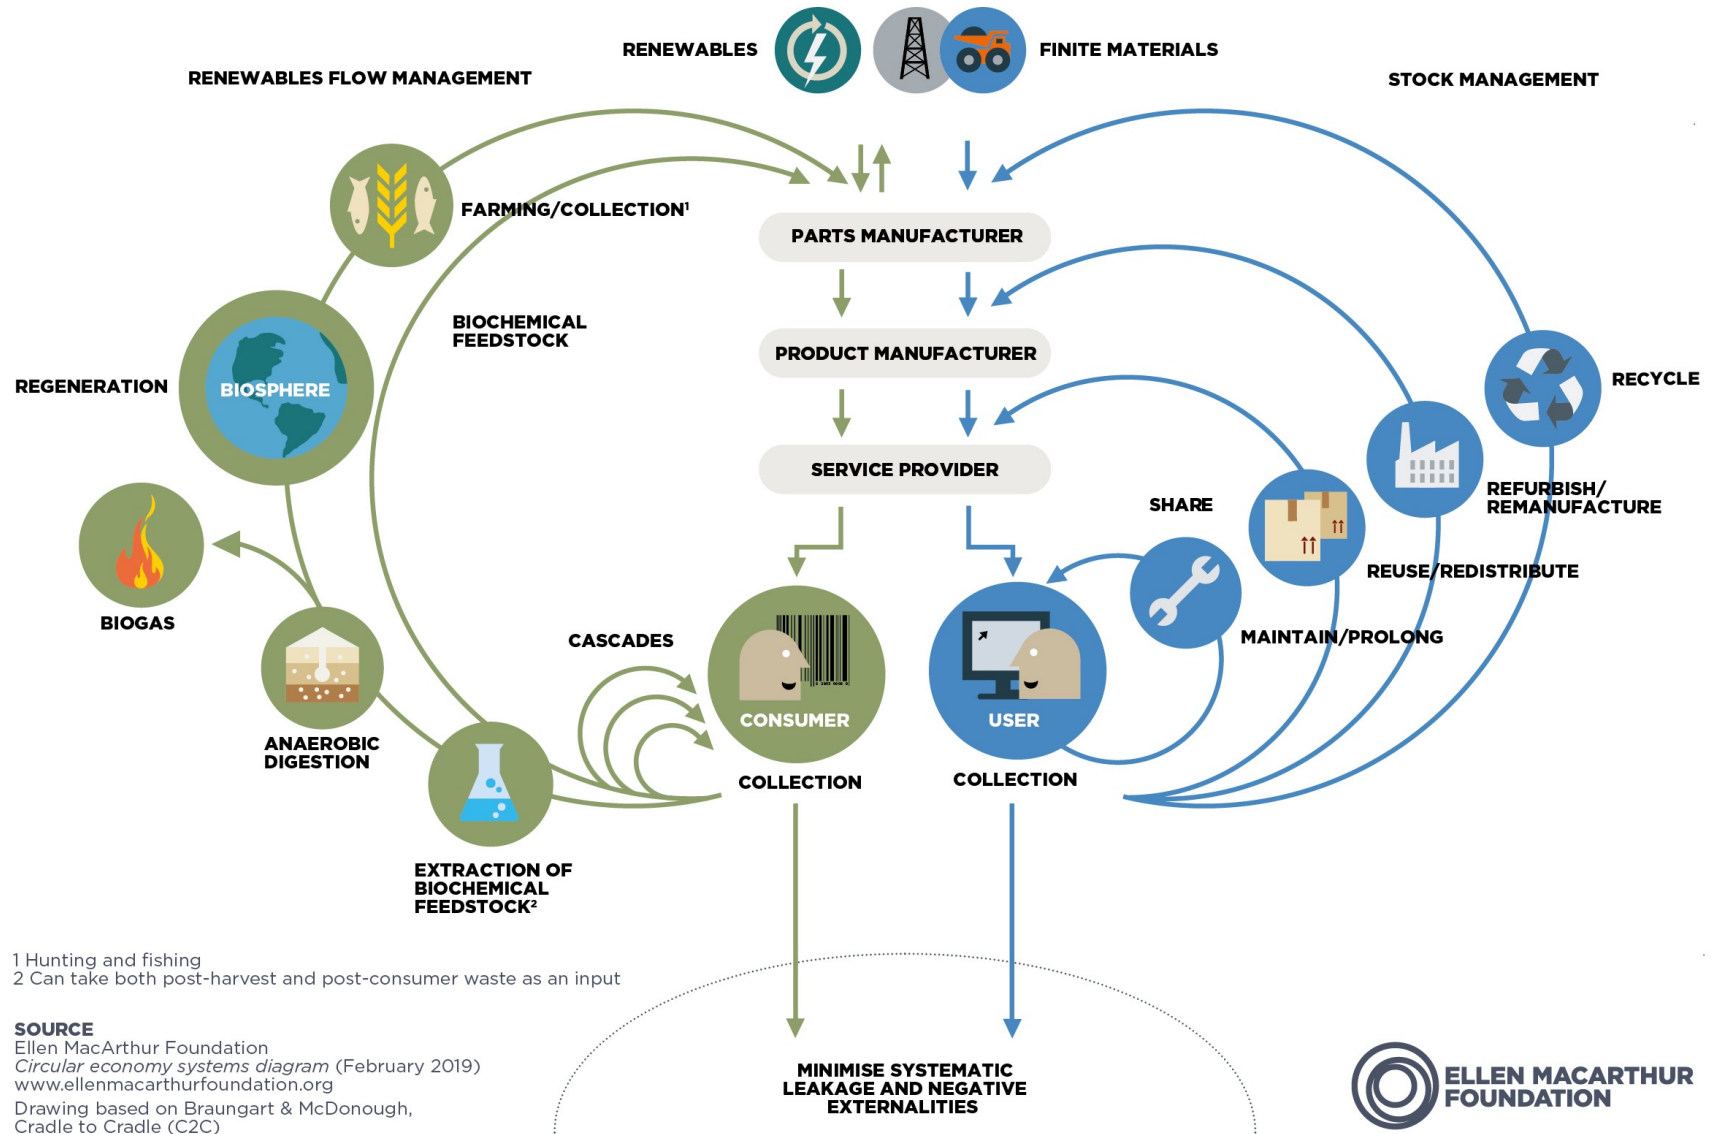 RENEWABLES
FINITE MATERIALS
RENEWABLES FLOW MANAGEMENT
STOCK MANAGEMENT
FARMING/COLLECTION¹
PARTS MANUFACTURER
BIOCHEMICAL
FEEDSTOCK
PRODUCT MANUFACTURER
REGENERATION
BIOSPHERE
RECYCLE
SERVICE PROVIDER
SHARE
REFURBISH/
REMANUFACTURE
REUSE/REDISTRIBUTE
BIOGAS
CASCADES
MAINTAIN/PROLONG
CONSUMER
USER
ANAEROBIC
DIGESTION
COLLECTION
COLLECTION
EXTRACTION OF
BIOCHEMICAL
FEEDSTOCK²
1 Hunting and fishing
2 Can take both post-harvest and post-consumer waste as an input
SOURCE
Ellen MacArthur Foundation
Circular economy systems diagram (February 2019)
www.ellenmacarthurfoundation.org
Drawing based on Braungart & McDonough,
Cradle to Cradle (C2C)
MINIMISE SYSTEMATIC
LEAKAGE AND NEGATIVE
EXTERNALITIES
ELLEN MACARTHUR
FOUNDATION